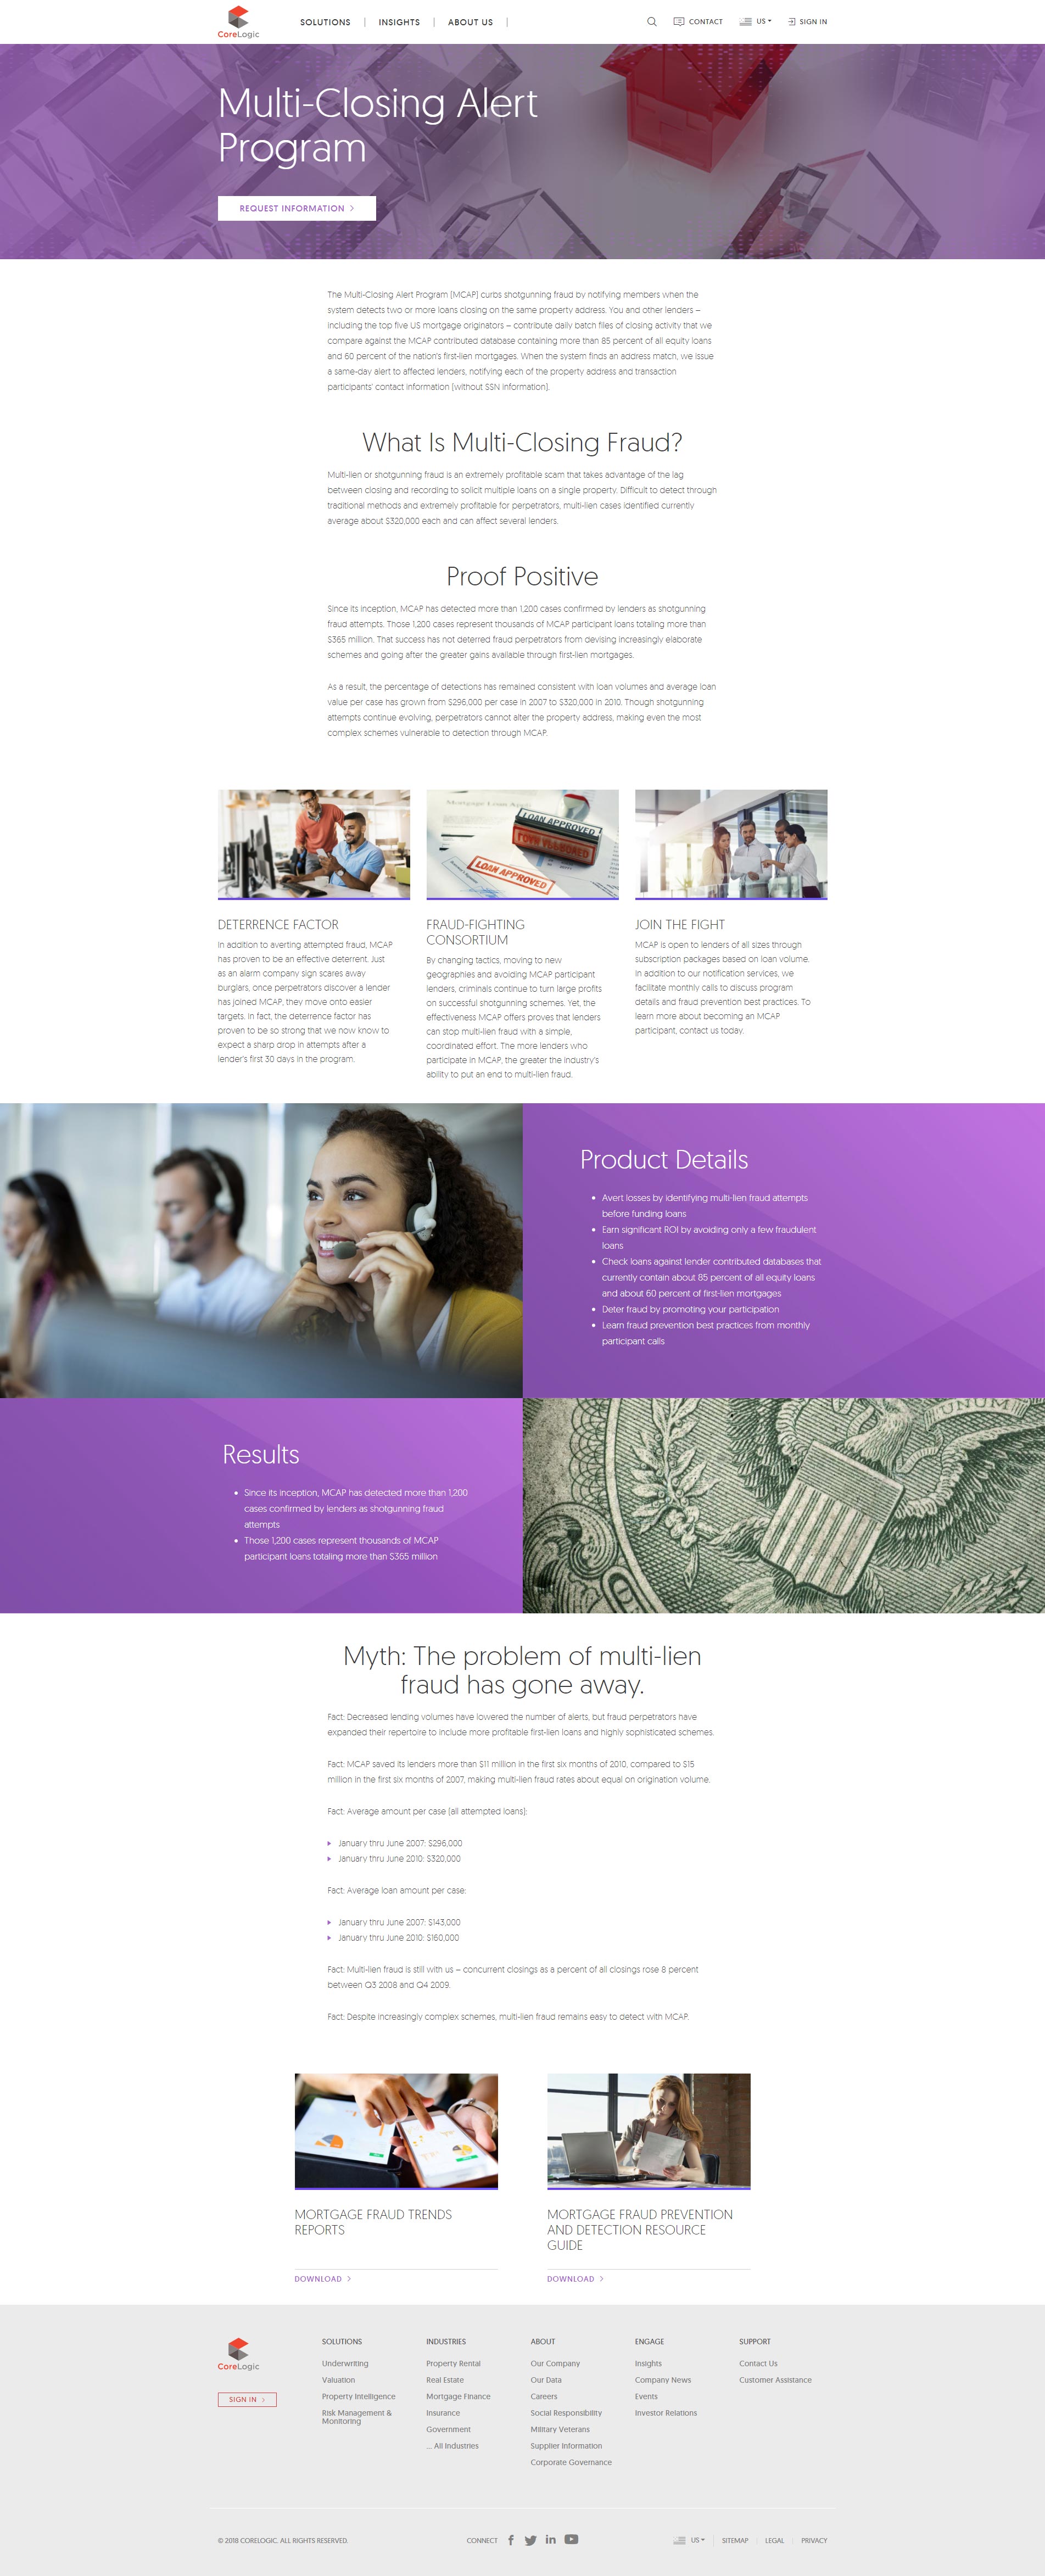 CoreLogic
SOLUTIONS
INSIGHTS
ABOUT US
CONTACT
US
SIGN IN
Multi-Closing Alert
Program
REQUEST INFORMATION
The Multi-Closing Alert Program (MCAP) curbs shotgunning fraud by notifying members when the
system detects two or more loans closing on the same property address. You and other lenders –
including the top five US mortgage originators – contribute daily batch files of closing activity that we
compare against the MCAP contributed database containing more than 85 percent of all equity loans
and 60 percent of the nation's first-lien mortgages. When the system finds an address match, we issue
a same-day alert to affected lenders, notifying each of the property address and transaction
participants' contact information (without SSN information).
What Is Multi-Closing Fraud?
Multi-lien or shotgunning fraud is an extremely profitable scam that takes advantage of the lag
between closing and recording to solicit multiple loans on a single property. Difficult to detect through
traditional methods and extremely profitable for perpetrators, multi-lien cases identified currently
average about $320,000 each and can affect several lenders.
Proof Positive
Since its inception, MCAP has detected more than 1,200 cases confirmed by lenders as shotgunning
fraud attempts. Those 1,200 cases represent thousands of MCAP participant loans totaling more than
$365 million. That success has not deterred fraud perpetrators from devising increasingly elaborate
schemes and going after the greater gains available through first-lien mortgages.
As a result, the percentage of detections has remained consistent with loan volumes and average loan
value per case has grown from $296,000 per case in 2007 to $320,000 in 2010. Though shotgunning
attempts continue evolving, perpetrators cannot alter the property address, making even the most
complex schemes vulnerable to detection through MCAP.
LOAN APPROVED
LOAN APPROVED
DETERRENCE FACTOR
In addition to averting attempted fraud, MCAP
has proven to be an effective deterrent. Just
as an alarm company sign scares away
burglars, once perpetrators discover a lender
has joined MCAP, they move onto easier
targets. In fact, the deterrence factor has
proven to be so strong that we now know to
expect a sharp drop in attempts after a
lender's first 30 days in the program.
FRAUD-FIGHTING
CONSORTIUM
By changing tactics, moving to new
geographies and avoiding MCAP participant
lenders, criminals continue to turn large profits
on successful shotgunning schemes. Yet, the
effectiveness MCAP offers proves that lenders
can stop multi-lien fraud with a simple,
coordinated effort. The more lenders who
participate in MCAP, the greater the industry's
ability to put an end to multi-lien fraud.
JOIN THE FIGHT
MCAP is open to lenders of all sizes through
subscription packages based on loan volume.
In addition to our notification services, we
facilitate monthly calls to discuss program
details and fraud prevention best practices. To
learn more about becoming an MCAP
participant, contact us today.
Product Details
Avert losses by identifying multi-lien fraud attempts
before funding loans
Earn significant ROI by avoiding only a few fraudulent
loans
Check loans against lender contributed databases that
currently contain about 85 percent of all equity loans
and about 60 percent of first-lien mortgages
Deter fraud by promoting your participation
Learn fraud prevention best practices from monthly
participant calls
Results
Since its inception, MCAP has detected more than 1,200
cases confirmed by lenders as shotgunning fraud
attempts
Those 1,200 cases represent thousands of MCAP
participant loans totaling more than $365 million
UNUM
Myth: The problem of multi-lien
fraud has gone away.
Fact: Decreased lending volumes have lowered the number of alerts, but fraud perpetrators have
expanded their repertoire to include more profitable first-lien loans and highly sophisticated schemes.
Fact: MCAP saved its lenders more than $11 million in the first six months of 2010, compared to $15
million in the first six months of 2007, making multi-lien fraud rates about equal on origination volume.
Fact: Average amount per case (all attempted loans):
January thru June 2007: $296,000
January thru June 2010: $320,000
Fact: Average loan amount per case:
January thru June 2007: $143,000
January thru June 2010: $160,000
Fact: Multi-lien fraud is still with us – concurrent closings as a percent of all closings rose 8 percent
between Q3 2008 and Q4 2009.
Fact: Despite increasingly complex schemes, multi-lien fraud remains easy to detect with MCAP.
MORTGAGE FRAUD TRENDS
REPORTS
DOWNLOAD
MORTGAGE FRAUD PREVENTION
AND DETECTION RESOURCE
GUIDE
DOWNLOAD
CoreLogic
SIGN IN
SOLUTIONS
Underwriting
Valuation
Property Intelligence
Risk Management &
Monitoring
INDUSTRIES
Property Rental
Real Estate
Mortgage Finance
Insurance
Government
... All Industries
ABOUT
Our Company
Our Data
Careers
Social Responsibility
Military Veterans
Supplier Information
Corporate Governance
ENGAGE
Insights
Company News
Events
Investor Relations
SUPPORT
Contact Us
Customer Assistance
© 2018 CORELOGIC. ALL RIGHTS RESERVED.
CONNECT
US
SITEMAP
LEGAL
PRIVACY